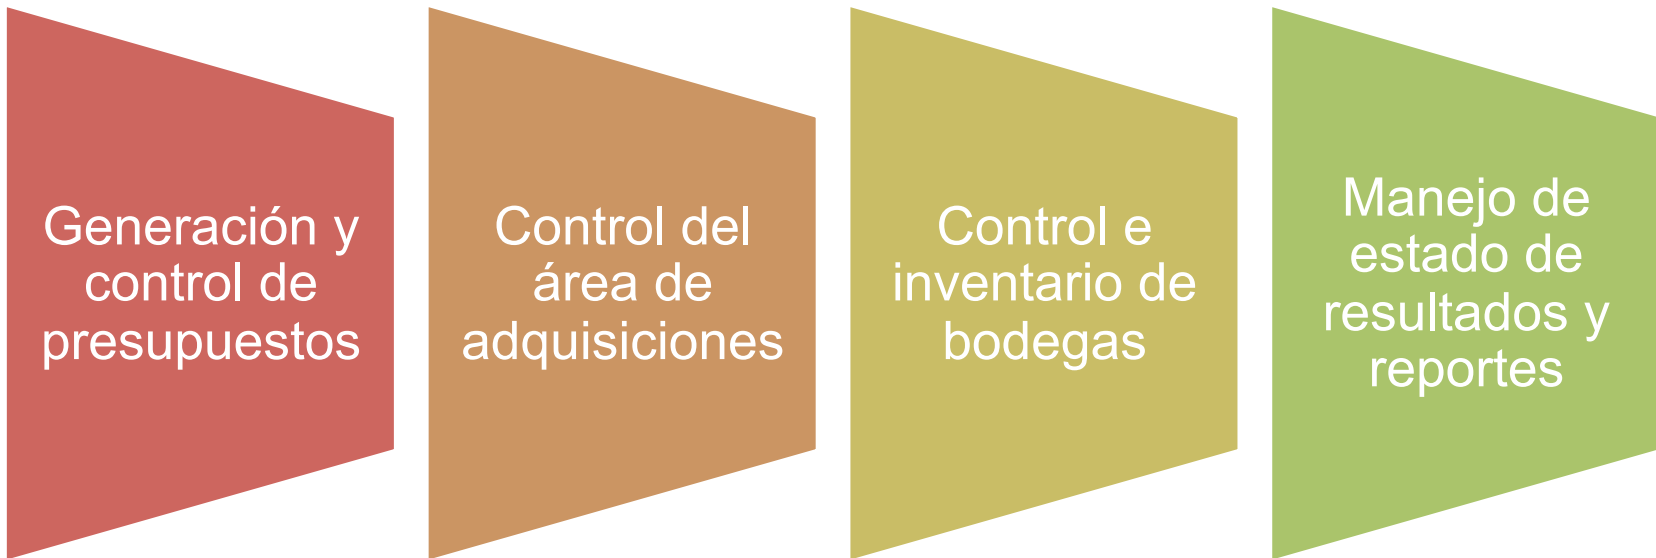 Generación y
control de
presupuestos
Control del
área de
adquisiciones
Control e
inventario de
bodegas
Manejo de
estado de
resultados y
reportes